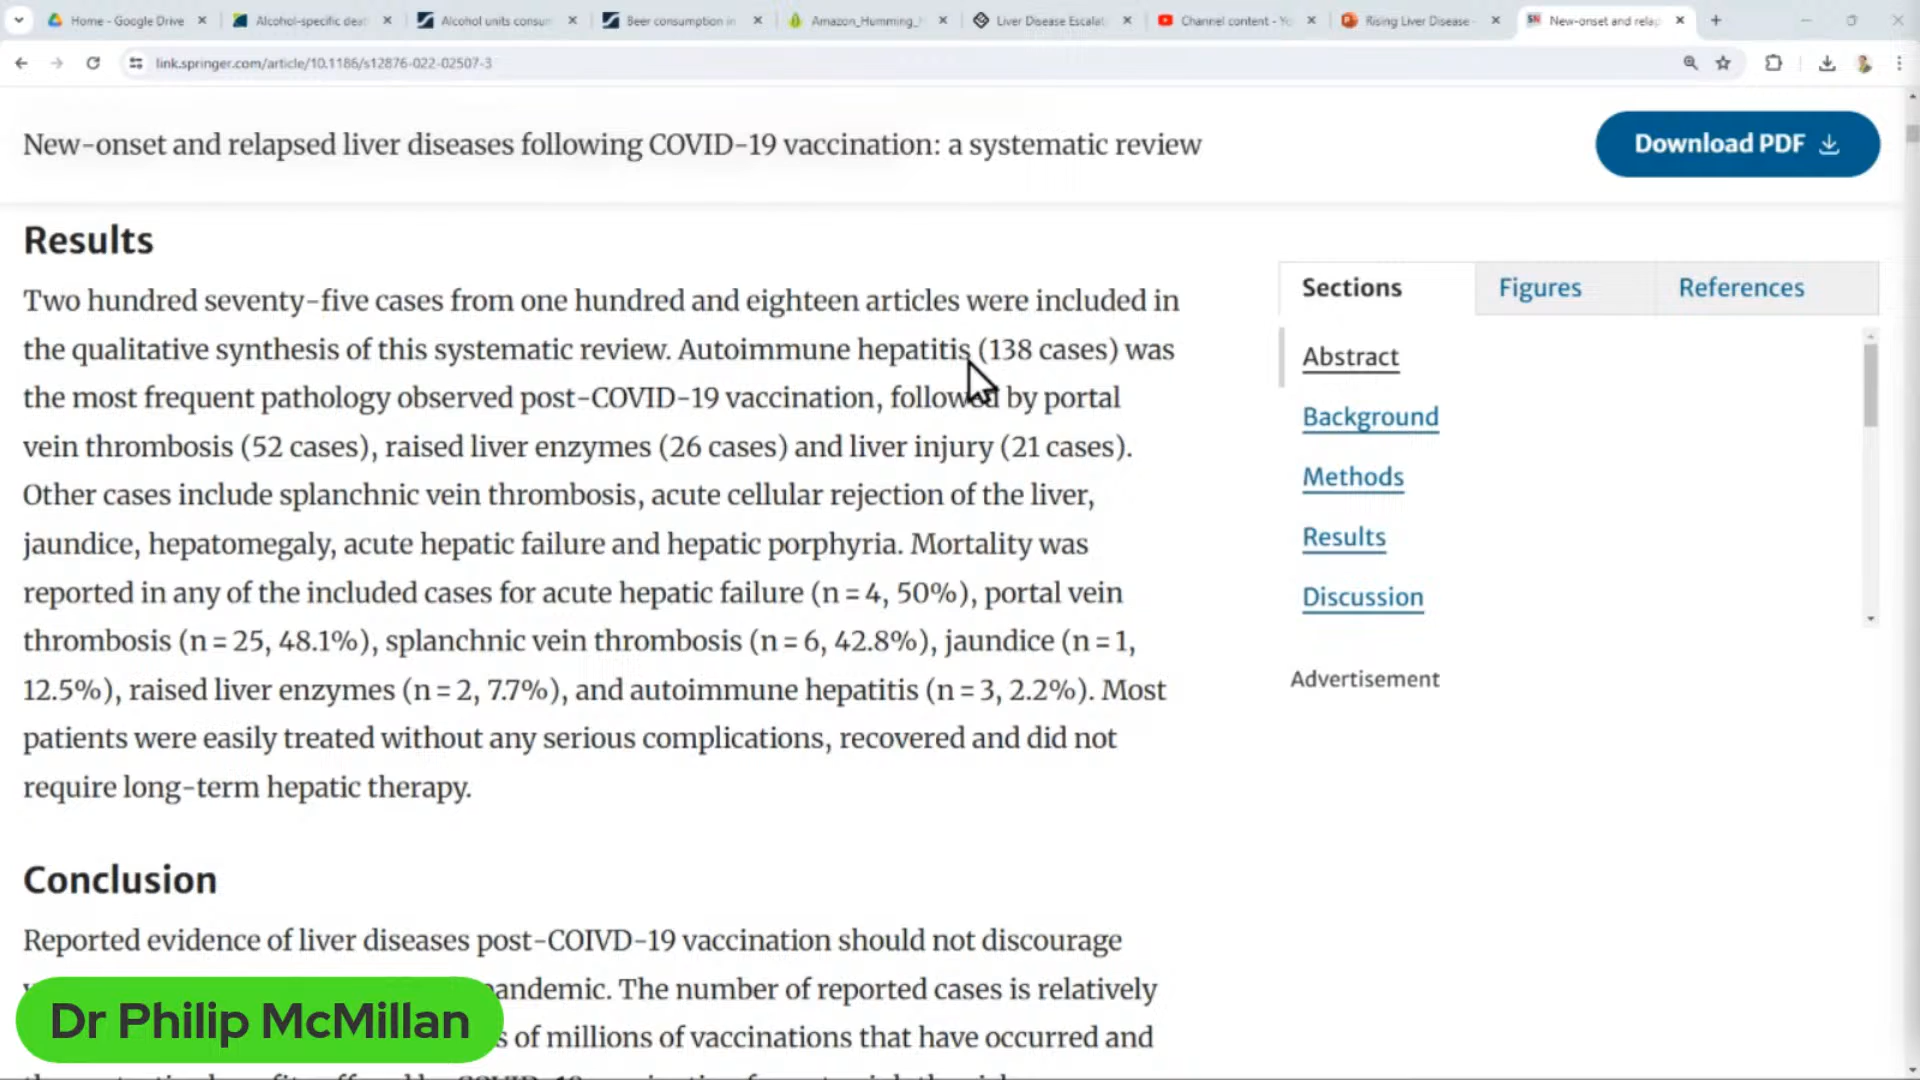 Home - Google Drive
Alcohol-specific deat
Alcohol units consum
Beer consumption in
Amazon_Humming_
Liver Disease Escalat
Channel content - Yo
Rising Liver Disease -
New-onset and relap
link.springer.com/article/10.1186/s12876-022-02507-3
New-onset and relapsed liver diseases following COVID-19 vaccination: a systematic review
Download PDF
Results
Two hundred seventy-five cases from one hundred and eighteen articles were included in
the qualitative synthesis of this systematic review. Autoimmune hepatitis (138 cases) was
the most frequent pathology observed post-COVID-19 vaccination, followed by portal
vein thrombosis (52 cases), raised liver enzymes (26 cases) and liver injury (21 cases).
Other cases include splanchnic vein thrombosis, acute cellular rejection of the liver,
jaundice, hepatomegaly, acute hepatic failure and hepatic porphyria. Mortality was
reported in any of the included cases for acute hepatic failure (n = 4, 50%), portal vein
thrombosis (n = 25, 48.1%), splanchnic vein thrombosis (n = 6, 42.8%), jaundice (n = 1,
12.5%), raised liver enzymes (n = 2, 7.7%), and autoimmune hepatitis (n = 3, 2.2%). Most
patients were easily treated without any serious complications, recovered and did not
require long-term hepatic therapy.
Conclusion
Reported evidence of liver diseases post-COIVD-19 vaccination should not discourage
andemic. The number of reported cases is relatively
s of millions of vaccinations that have occurred and
Sections
Figures
References
Abstract
Background
Methods
Results
Discussion
Advertisement
Dr Philip McMillan